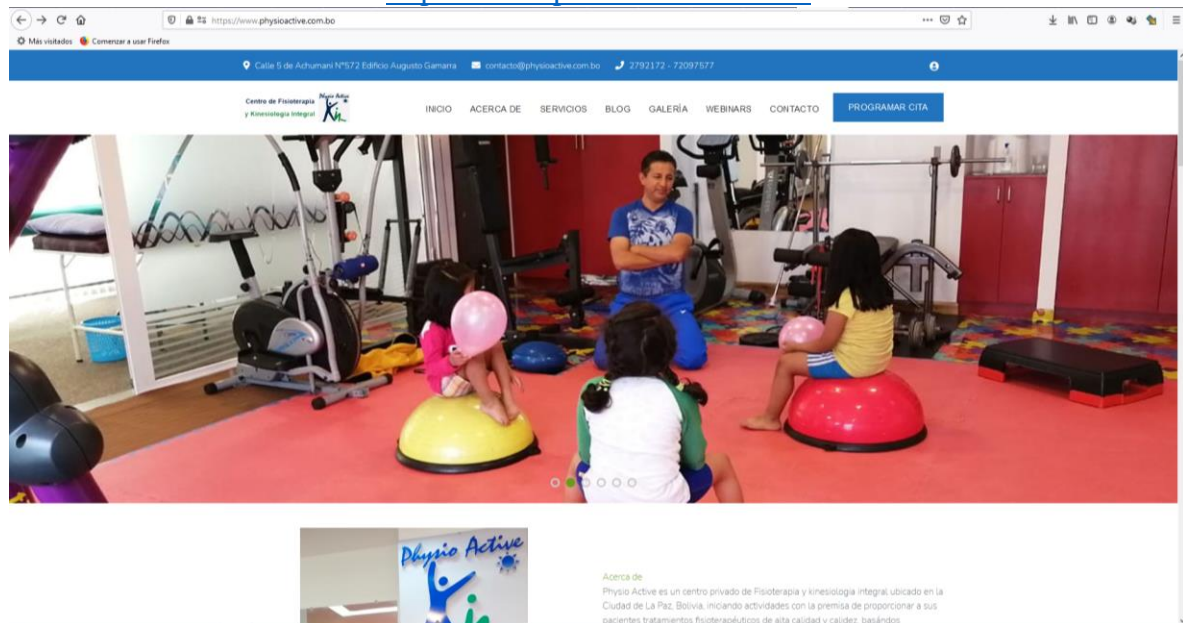 https://www.physioactive.com.bo
Más visitados Comenzar a usar Firefox
Calle 5 de Achumani N°572 Edificio Augusto Gamarra contacto@physioactive.com.bo 2792172 - 72097577
Centro de Fisioterapia
y Kinesiología Integral
Physio Active
INICIO ACERCA DE SERVICIOS BLOG GALERÍA WEBINARS CONTACTO PROGRAMAR CITA
Physio Active
Acerca de
Physio Active es un centro privado de Fisioterapia y kinesiologia integral ubicado en la
Ciudad de La Paz, Bolivia, iniciando actividades con la premisa de proporcionar a sus
pacientes tratamientos fisioterapéuticos de alta calidad y calidez, basándos